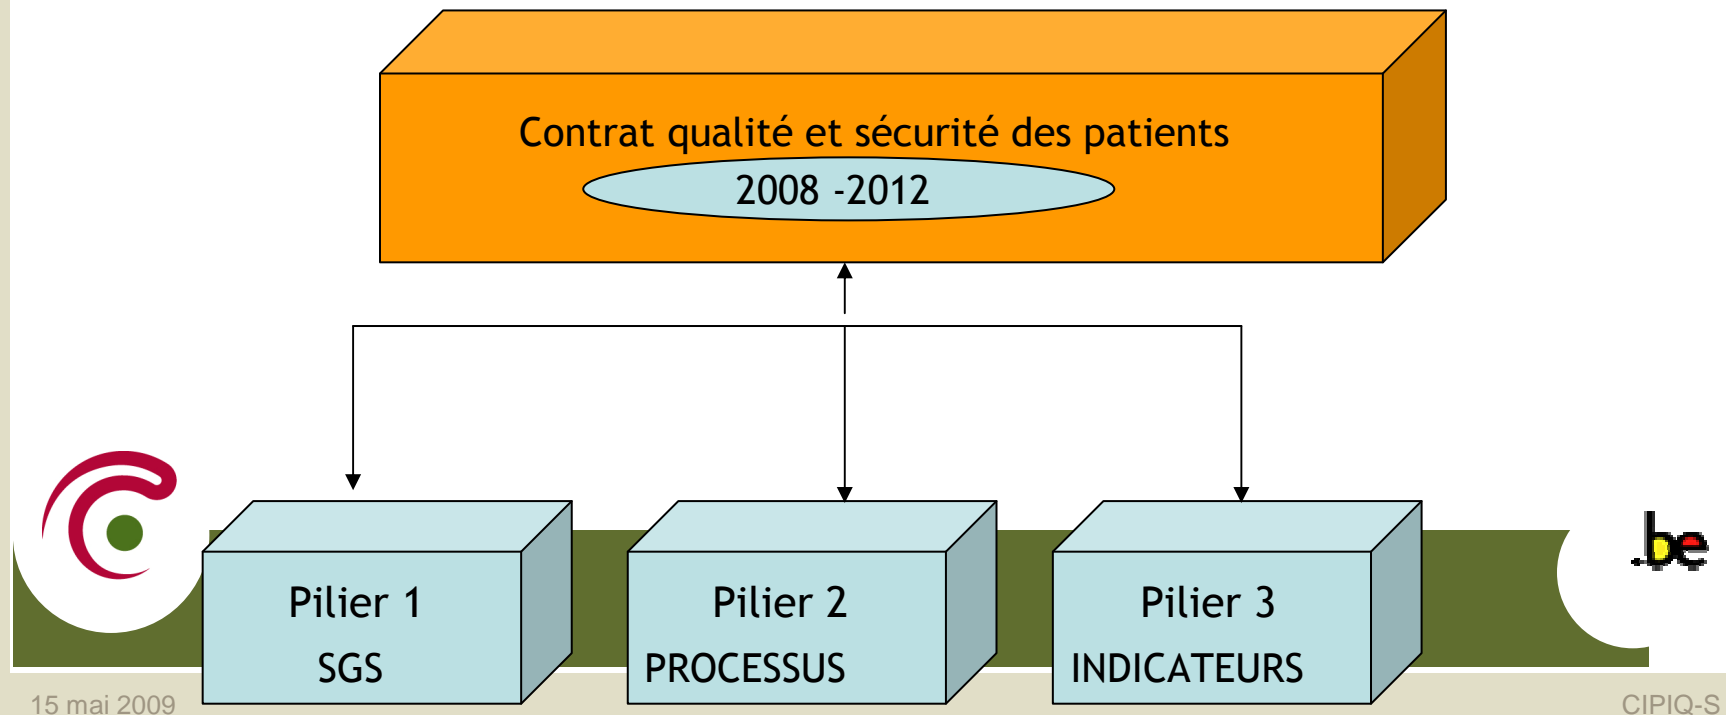 Contrat qualité et sécurité des patients
2008 -2012
Pilier 1
SGS
Pilier 2
PROCESSUS
Pilier 3
INDICATEURS
.be
15 mai 2009
CIPIQ-S